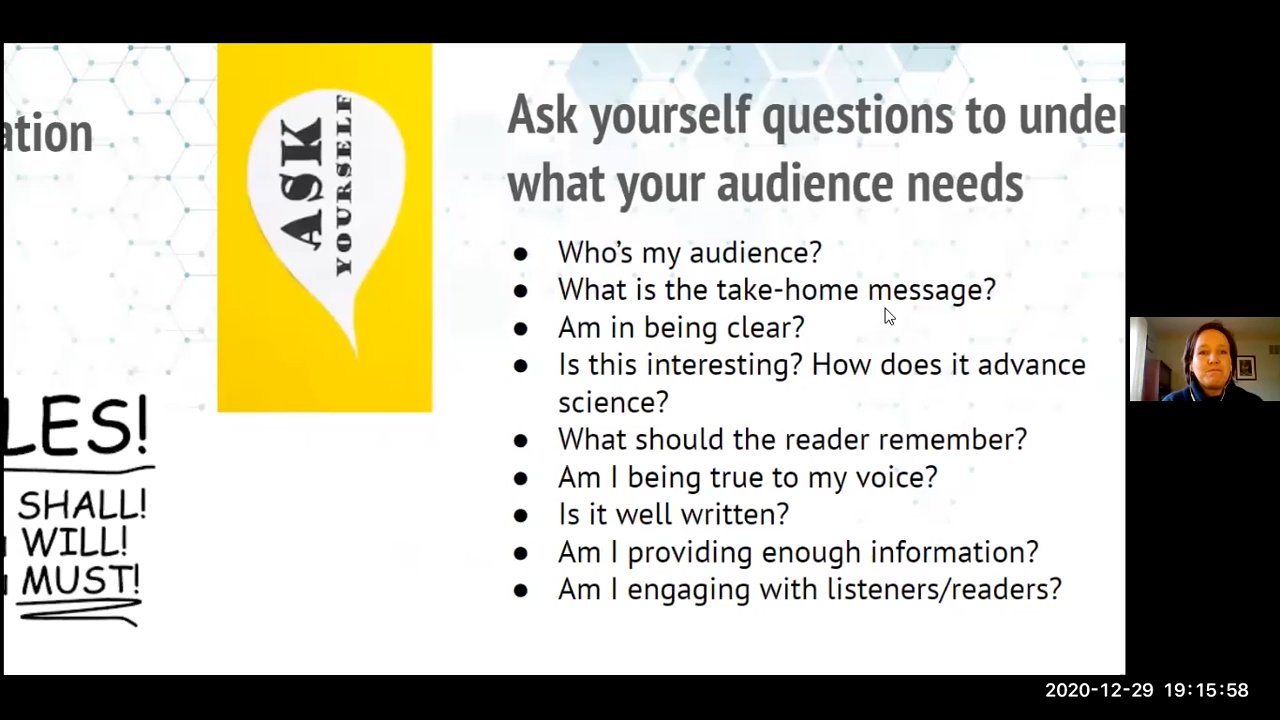 ation
LES!
SHALL!
WILL!
MUST!
ASK
YOURSELF
Ask yourself questions to under
what your audience needs
● Who’s my audience?
● What is the take-home message?
● Am in being clear?
● Is this interesting? How does it advance
science?
● What should the reader remember?
● Am I being true to my voice?
● Is it well written?
● Am I providing enough information?
● Am I engaging with listeners/readers?
2020-12-29 19:15:58